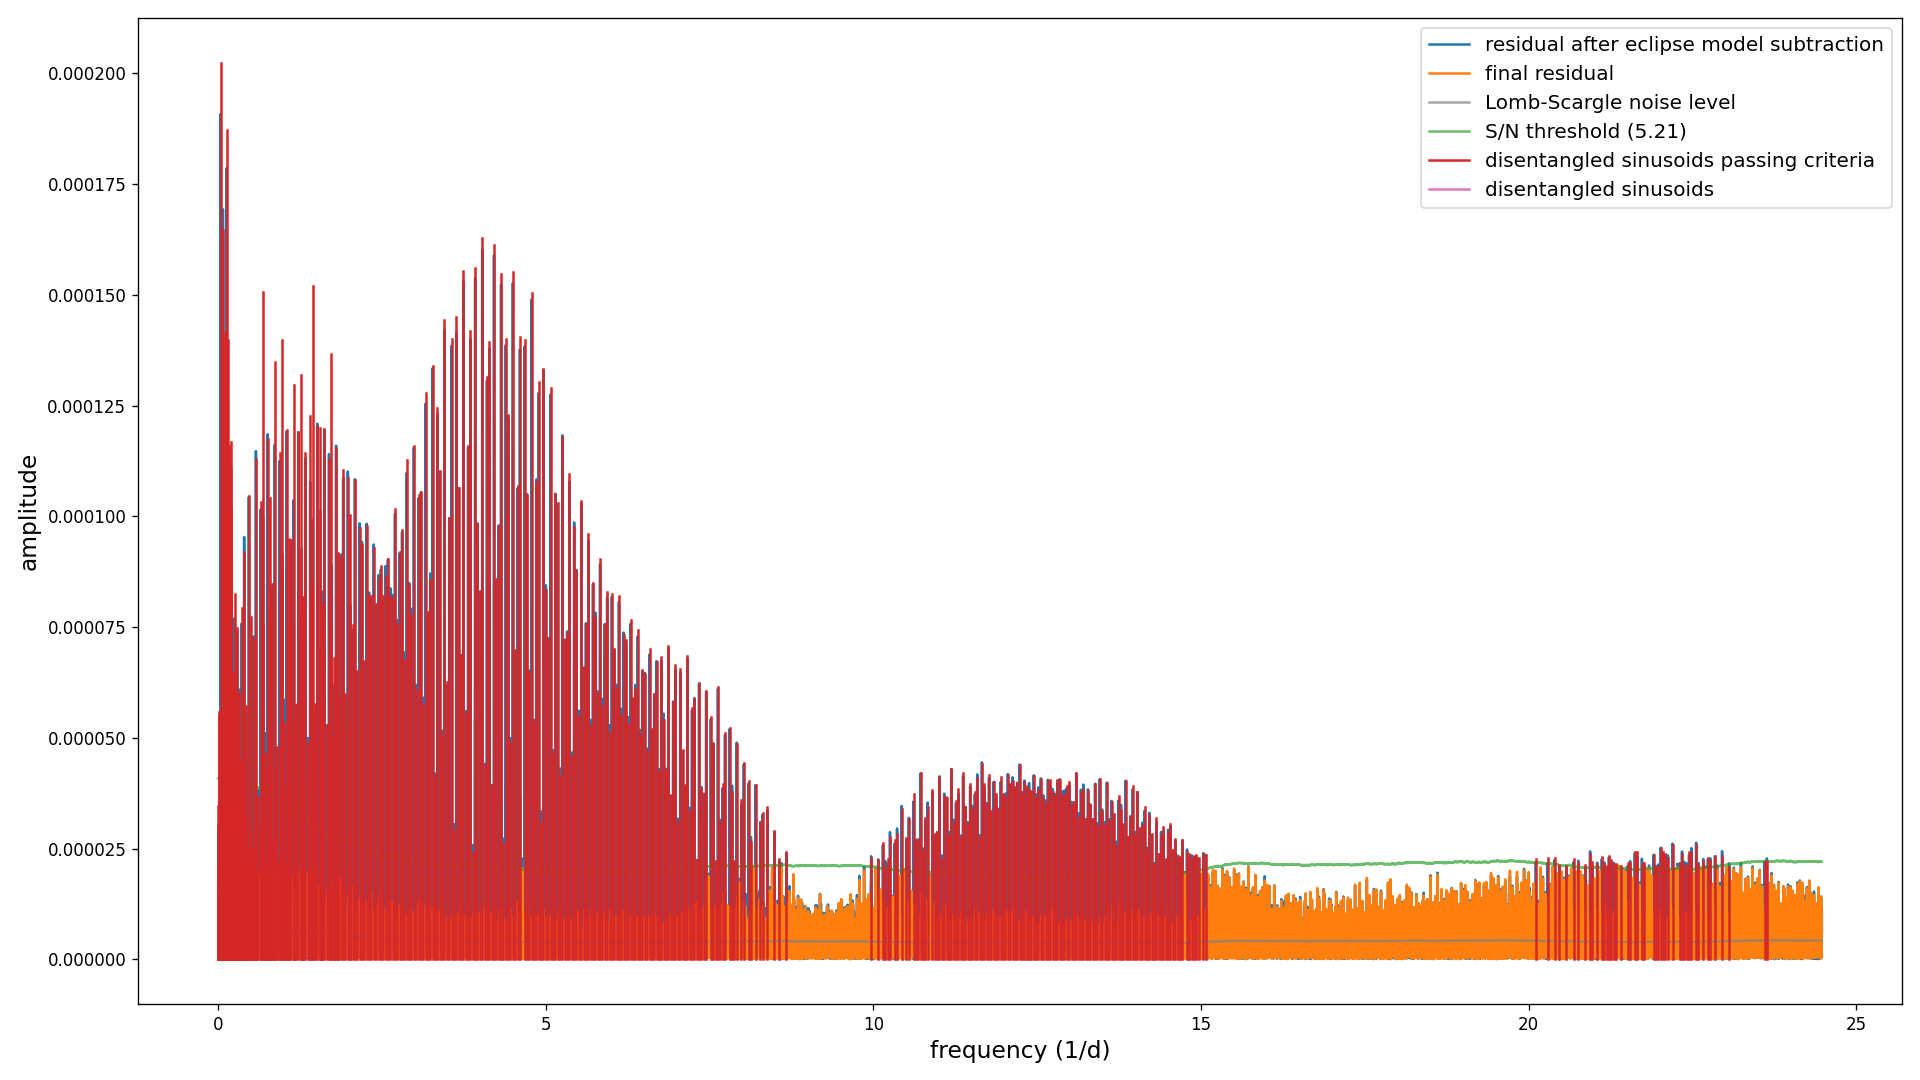 residual after eclipse model subtraction
final residual
Lomb-Scargle noise level
S/N threshold (5.21)
disentangled sinusoids passing criteria
disentangled sinusoids
0.000200
0.000175
0.000150
0.000125
0.000100
0.000075
0.000050
0.000025
0.000000
amplitude
0 5 10 15 20 25
frequency (1/d)